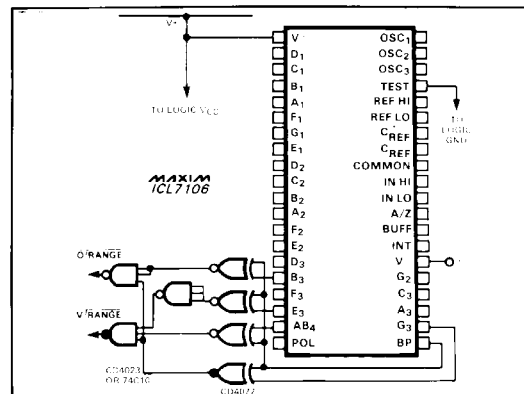 V+
TO LOGIC VCC
MAXIM
ICL7106
O/RANGE
U/RANGE
CD4023
OR 74C10
CD4077
V
D1
C1
B1
A1
F1
G1
E1
D2
C2
B2
A2
F2
E2
D3
B3
F3
E3
AB4
POL
OSC1
OSC2
OSC3
TEST
REF HI
REF LO
CREF
CREF
COMMON
IN HI
IN LO
A/Z
BUFF
INT
V
G2
C3
A3
G3
BP
TO
LOGIC
GND